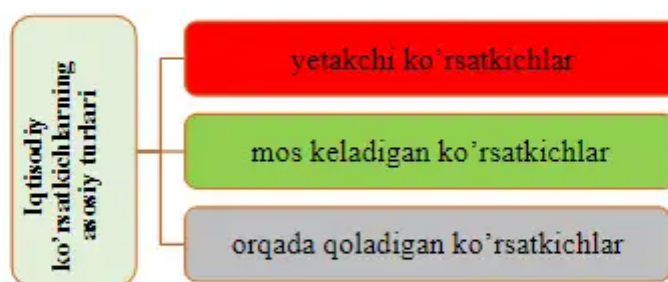 Iqtisodiy
ko’rsatkichlarning
asosiy turlari
yetakchi ko’rsatkichlar
mos keladigan ko’rsatkichlar
orqada qoladigan ko’rsatkichlar